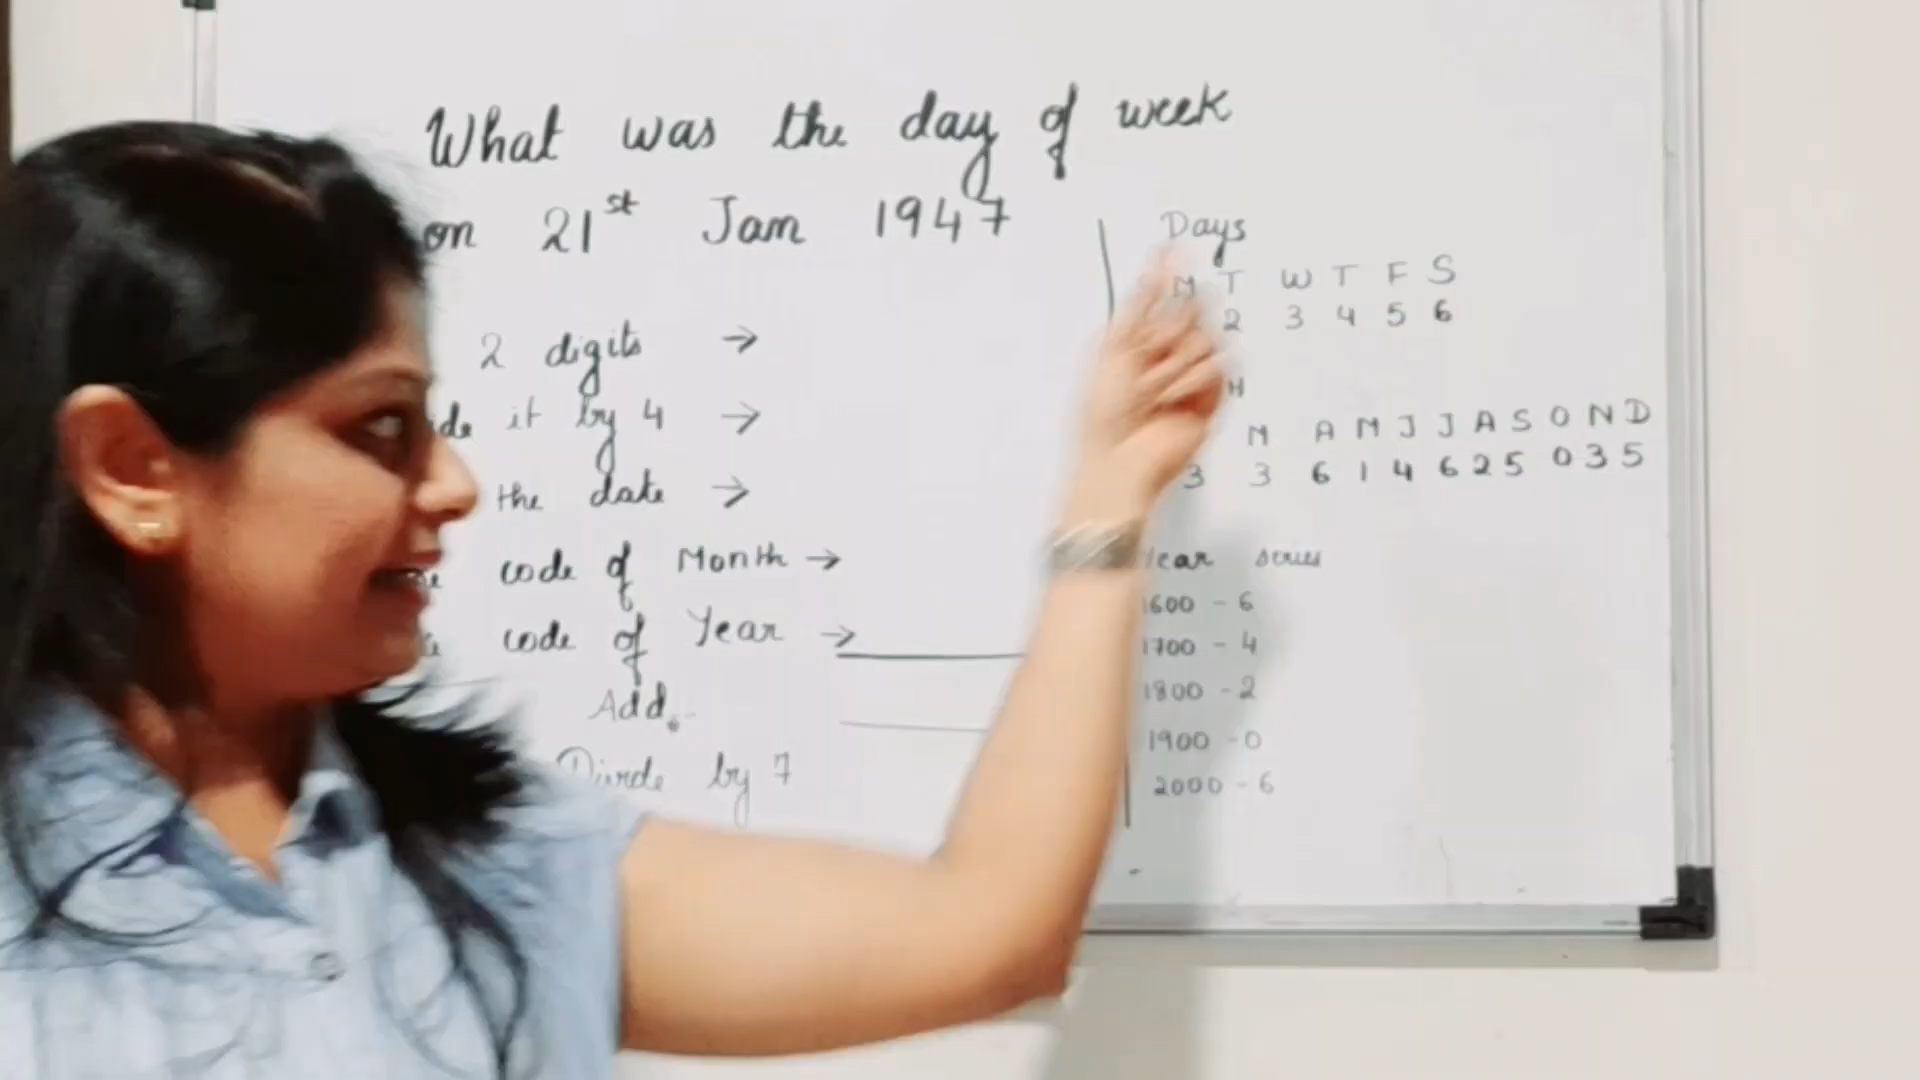 What was the day of week
on 21st Jan 1947
2 digits →
it by 4 →
the date →
code of Month →
code of Year →
Add
Divide by 7
Days
M T W T F S
2 3 4 5 6
H
M A M J J A S O N D
3 3 6 1 4 6 2 5 0 3 5
Year series
1600 - 6
1700 - 4
1800 - 2
1900 - 0
2000 - 6